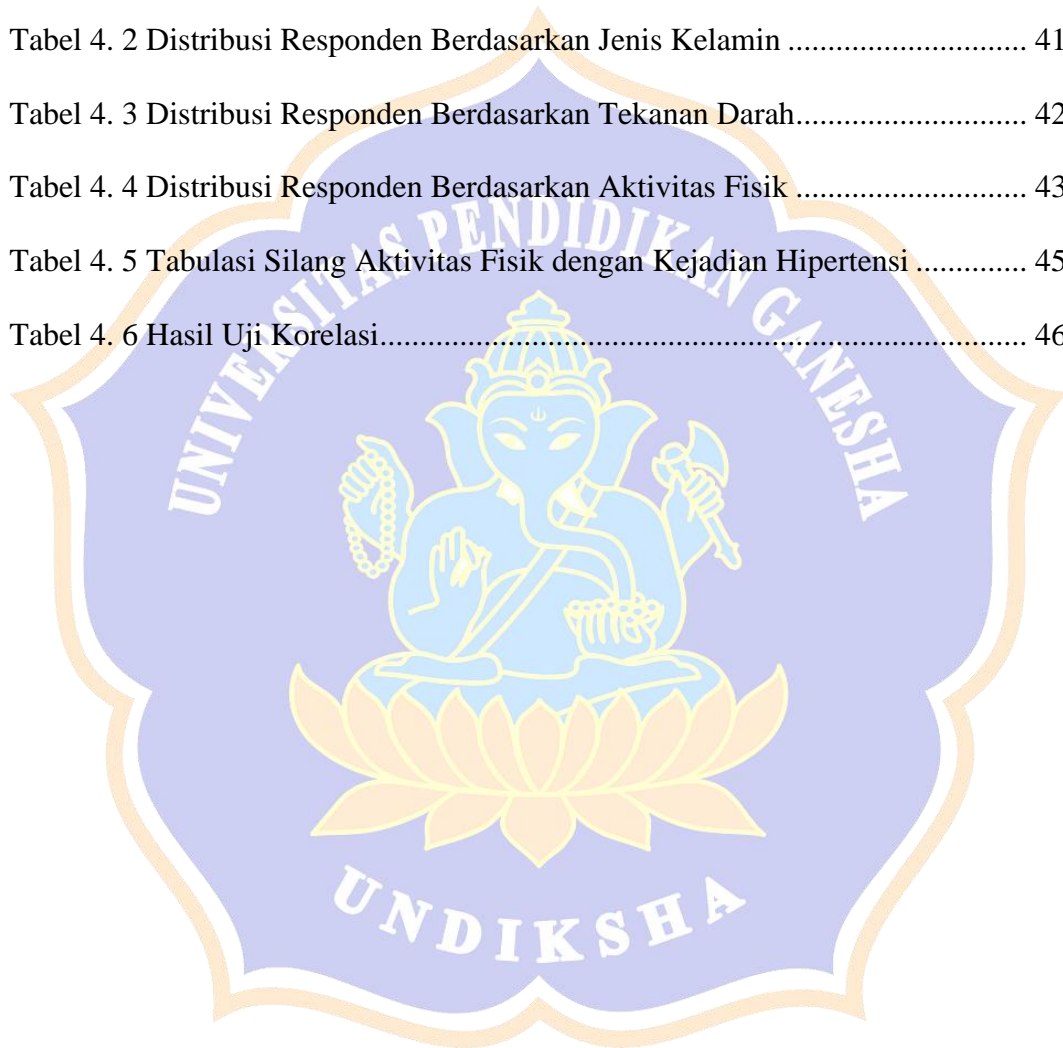 Tabel 4. 2 Distribusi Responden Berdasarkan Jenis Kelamin ............................ 41
Tabel 4. 3 Distribusi Responden Berdasarkan Tekanan Darah........................... 42
Tabel 4. 4 Distribusi Responden Berdasarkan Aktivitas Fisik ........................... 43
Tabel 4. 5 Tabulasi Silang Aktivitas Fisik dengan Kejadian Hipertensi ............. 45
Tabel 4. 6 Hasil Uji Korelasi............................................................................. 46
UNIVERSITAS PENDIDIKAN GANESHA
UNDIKSHA